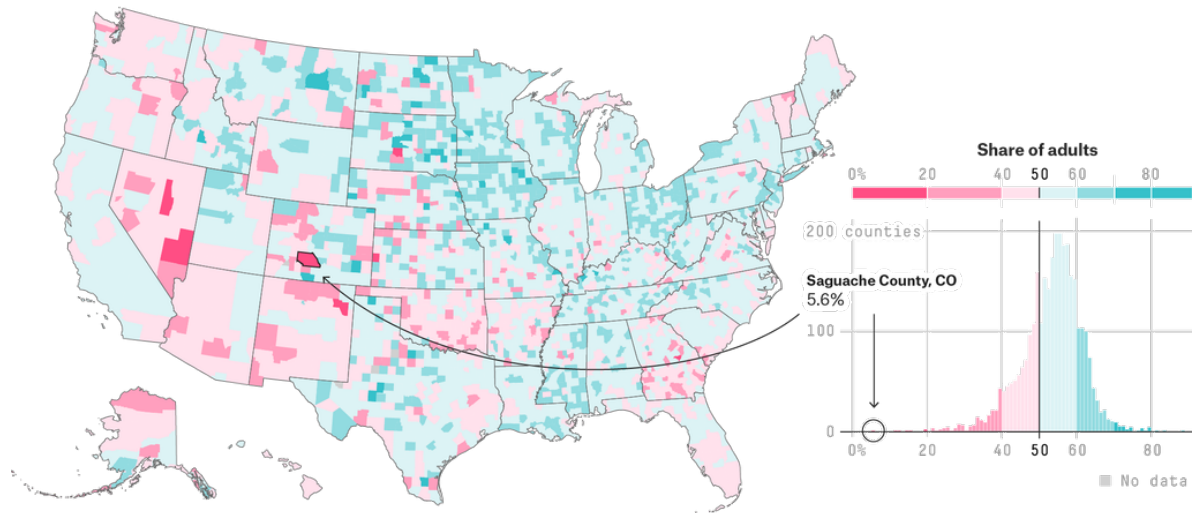 Share of adults
0% 20 40 50 60 80
200 counties
Saguache County, CO
5.6%
100
0
0% 20 40 50 60 80
No data